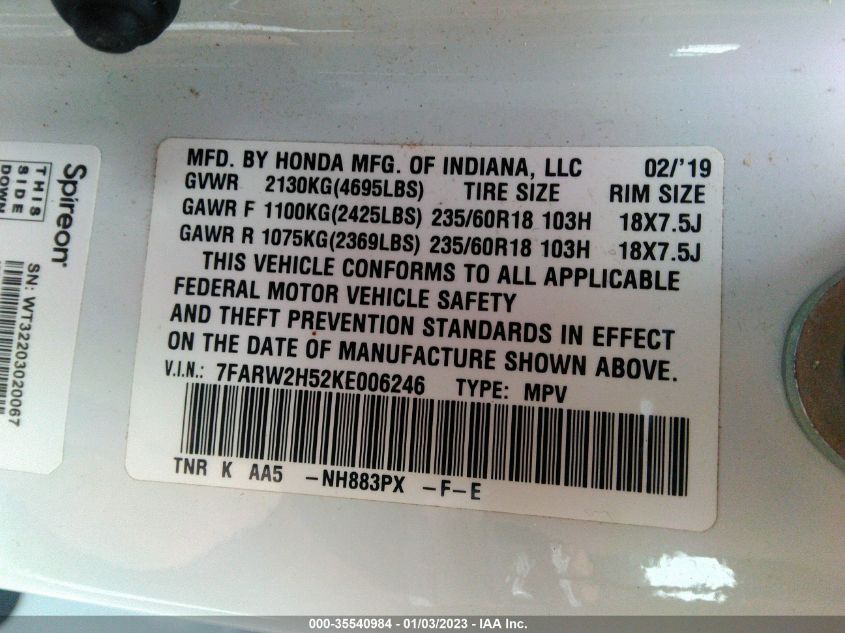 MFD. BY HONDA MFG. OF INDIANA, LLC 02/'19
GVWR 2130KG(4695LBS) TIRE SIZE RIM SIZE
GAWR F 1100KG(2425LBS) 235/60R18 103H 18X7.5J
GAWR R 1075KG(2369LBS) 235/60R18 103H 18X7.5J
THIS VEHICLE CONFORMS TO ALL APPLICABLE
FEDERAL MOTOR VEHICLE SAFETY
AND THEFT PREVENTION STANDARDS IN EFFECT
ON THE DATE OF MANUFACTURE SHOWN ABOVE.
V.I.N.: 7FARW2H52KE006246 TYPE: MPV
TNR K AA5 -NH883PX -F-E
Spireon
THIS
SIDE
DOWN
SN: WT32203020067
000-35540984 - 01/03/2023 - IAA Inc.